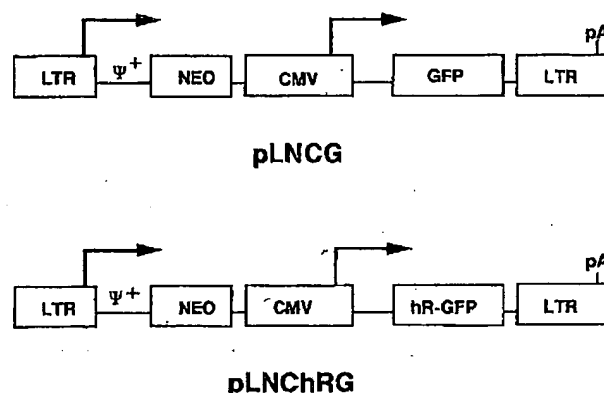 pA
LTR Ψ+ NEO CMV GFP LTR
pLNCG
pA
LTR Ψ+ NEO CMV hR-GFP LTR
pLNChRG